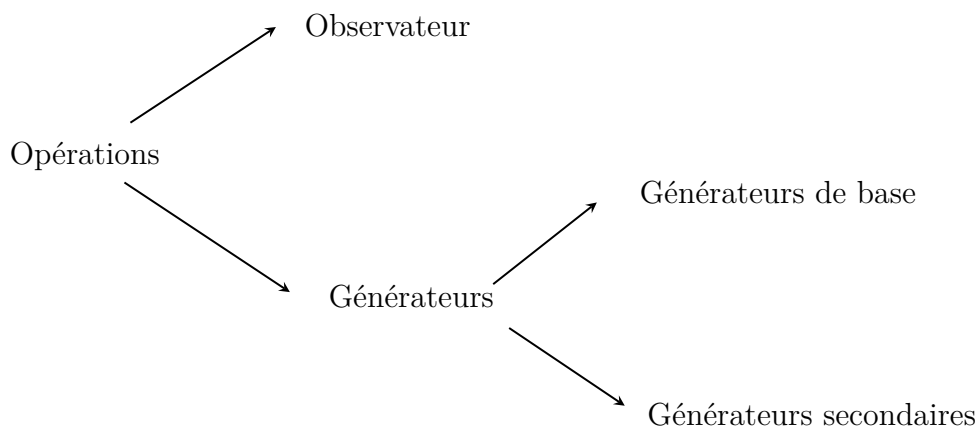 Observateur
Opérations
Générateurs de base
Générateurs
Générateurs secondaires